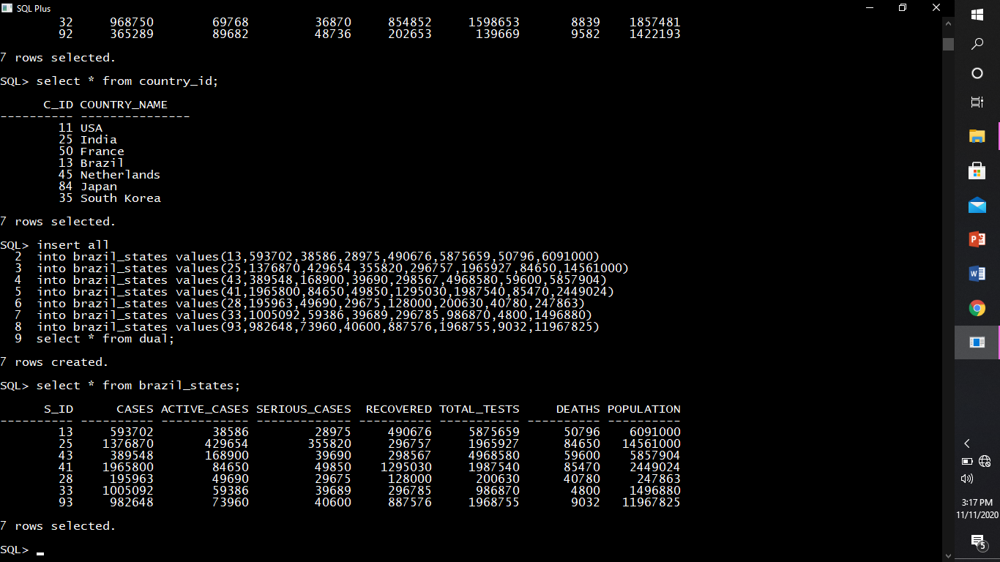 SQL Plus
32 968750 69768 36870 854852 1598653 8839 1857481
92 365289 89682 48736 202653 139669 9582 1422193
7 rows selected.
SQL> select * from country_id;
C_ID COUNTRY_NAME
---------- ---------------
11 USA
25 India
50 France
13 Brazil
45 Netherlands
84 Japan
35 South Korea
7 rows selected.
SQL> insert all
2 into brazil_states values(13,593702,38586,28975,490676,5875659,50796,6091000)
3 into brazil_states values(25,1376870,429654,355820,296757,1965927,84650,14561000)
4 into brazil_states values(43,389548,168900,39690,298567,4968580,59600,5857904)
5 into brazil_states values(41,1965800,84650,49850,1295030,1987540,85470,2449024)
6 into brazil_states values(28,195963,49690,29675,128000,200630,40780,247863)
7 into brazil_states values(33,1005092,59386,39689,296785,986870,4800,1496880)
8 into brazil_states values(93,982648,73960,40600,887576,1968755,9032,11967825)
9 select * from dual;
7 rows created.
SQL> select * from brazil_states;
S_ID CASES ACTIVE_CASES SERIOUS_CASES RECOVERED TOTAL_TESTS DEATHS POPULATION
---------- ---------- ------------ ------------- ---------- ----------- ---------- ----------
13 593702 38586 28975 490676 5875659 50796 6091000
25 1376870 429654 355820 296757 1965927 84650 14561000
43 389548 168900 39690 298567 4968580 59600 5857904
41 1965800 84650 49850 1295030 1987540 85470 2449024
28 195963 49690 29675 128000 200630 40780 247863
33 1005092 59386 39689 296785 986870 4800 1496880
93 982648 73960 40600 887576 1968755 9032 11967825
7 rows selected.
SQL>
3:17 PM
11/11/2020
5